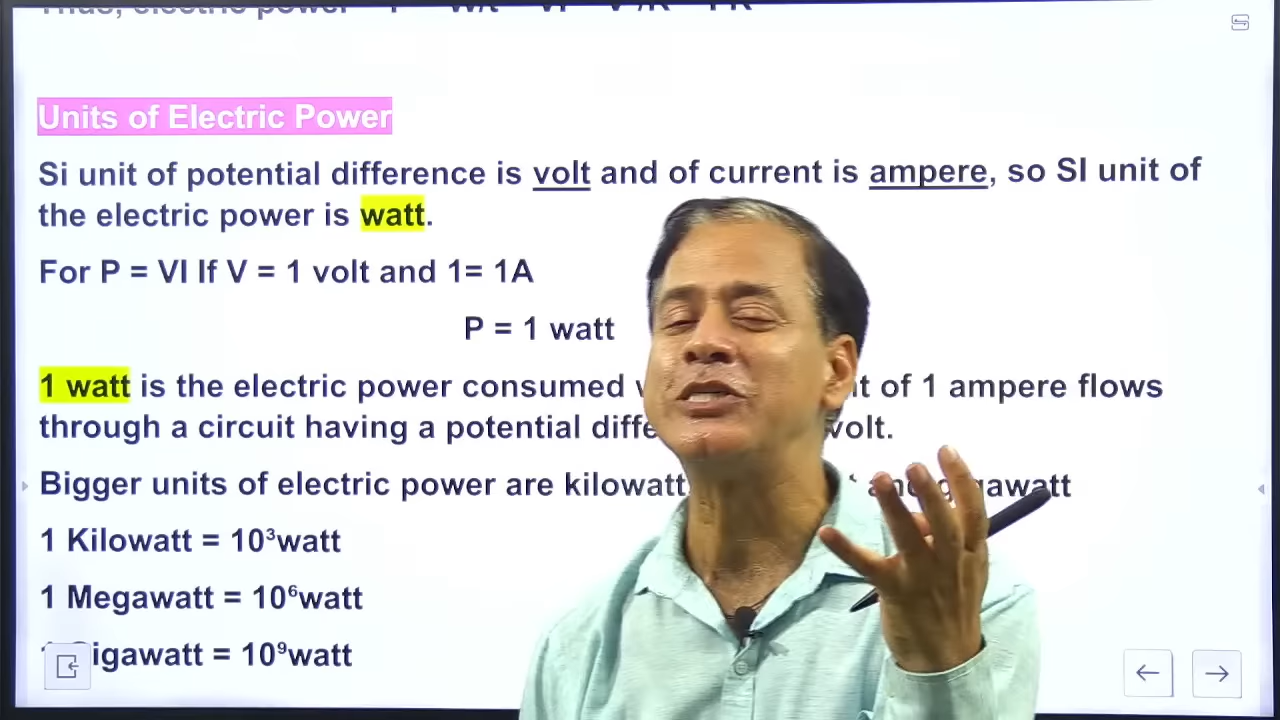 Thus, electric power
Units of Electric Power
Si unit of potential difference is volt and of current is ampere, so SI unit of
the electric power is watt.
For P = VI If V = 1 volt and 1= 1A
P = 1 watt
1 watt is the electric power consumed of 1 ampere flows
through a circuit having a potential volt.
Bigger units of electric power are kilowatt
1 Kilowatt = 10³watt
1 Megawatt = 10⁶watt
igawatt = 10⁹watt